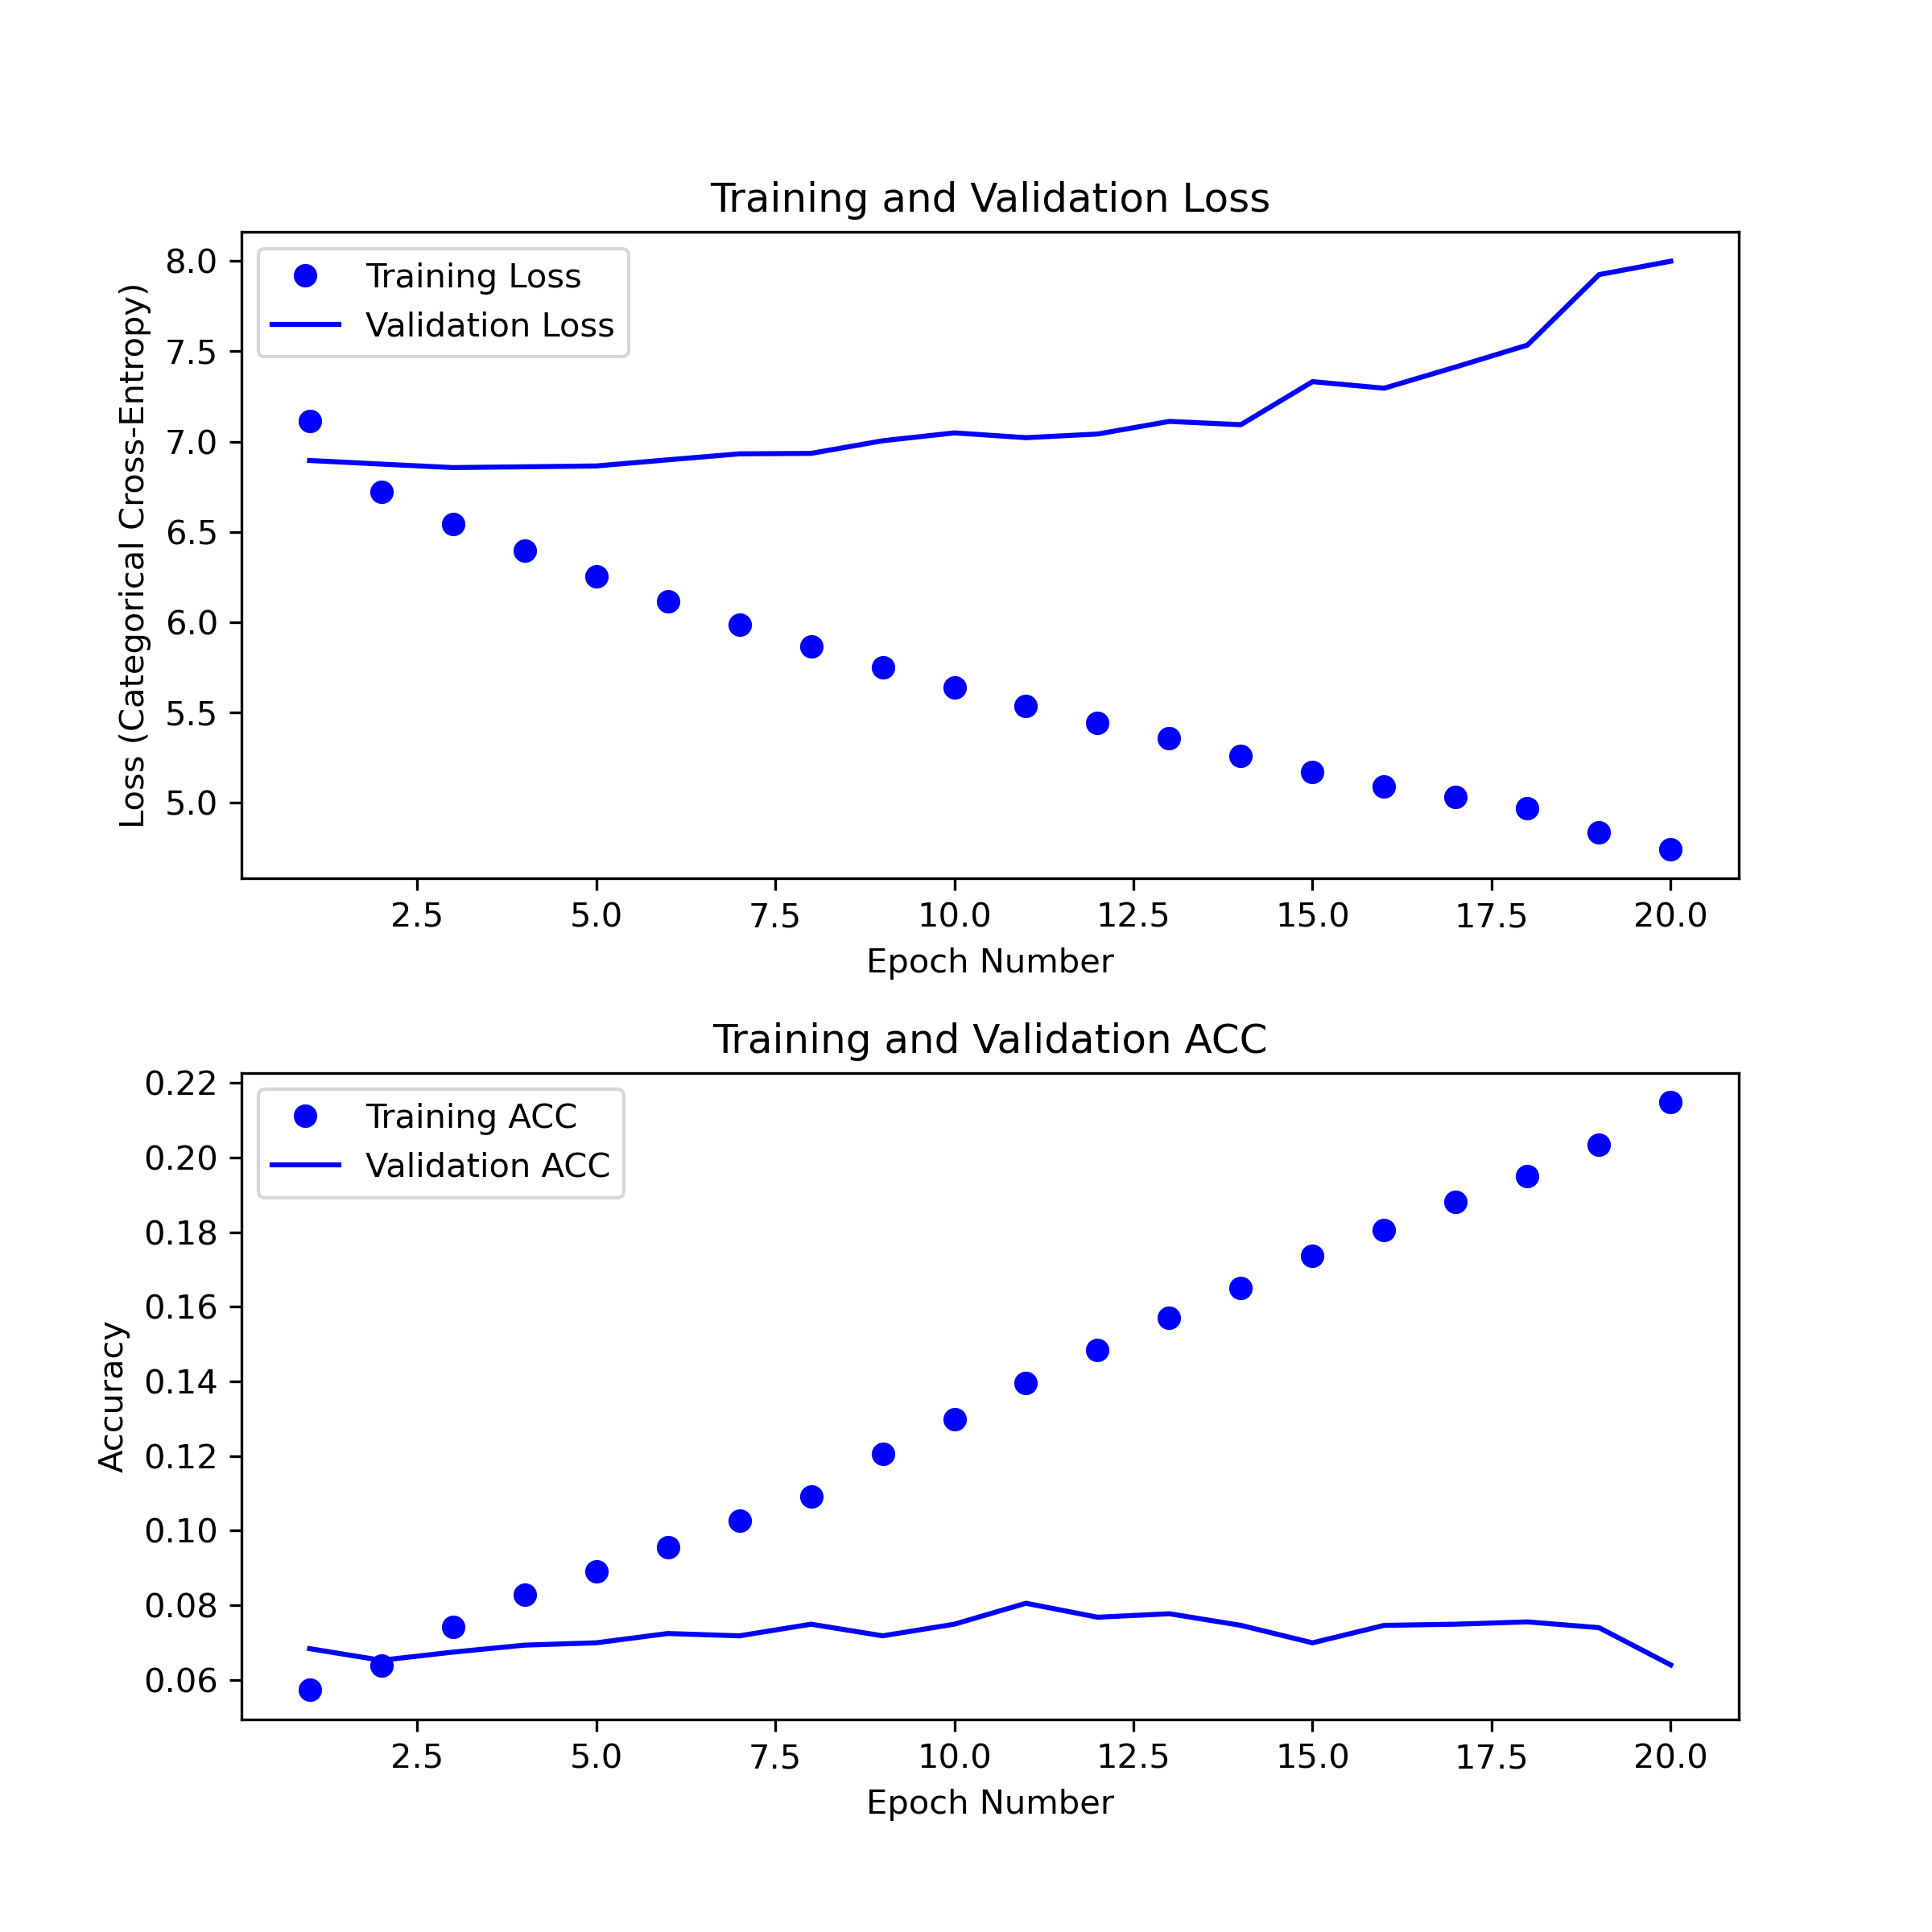 Training and Validation Loss
8.0
7.5
7.0
6.5
6.0
5.5
5.0
Loss (Categorical Cross-Entropy)
Training Loss
Validation Loss
2.5 5.0 7.5 10.0 12.5 15.0 17.5 20.0
Epoch Number
Training and Validation ACC
0.22
0.20
0.18
0.16
0.14
0.12
0.10
0.08
0.06
Accuracy
Training ACC
Validation ACC
2.5 5.0 7.5 10.0 12.5 15.0 17.5 20.0
Epoch Number